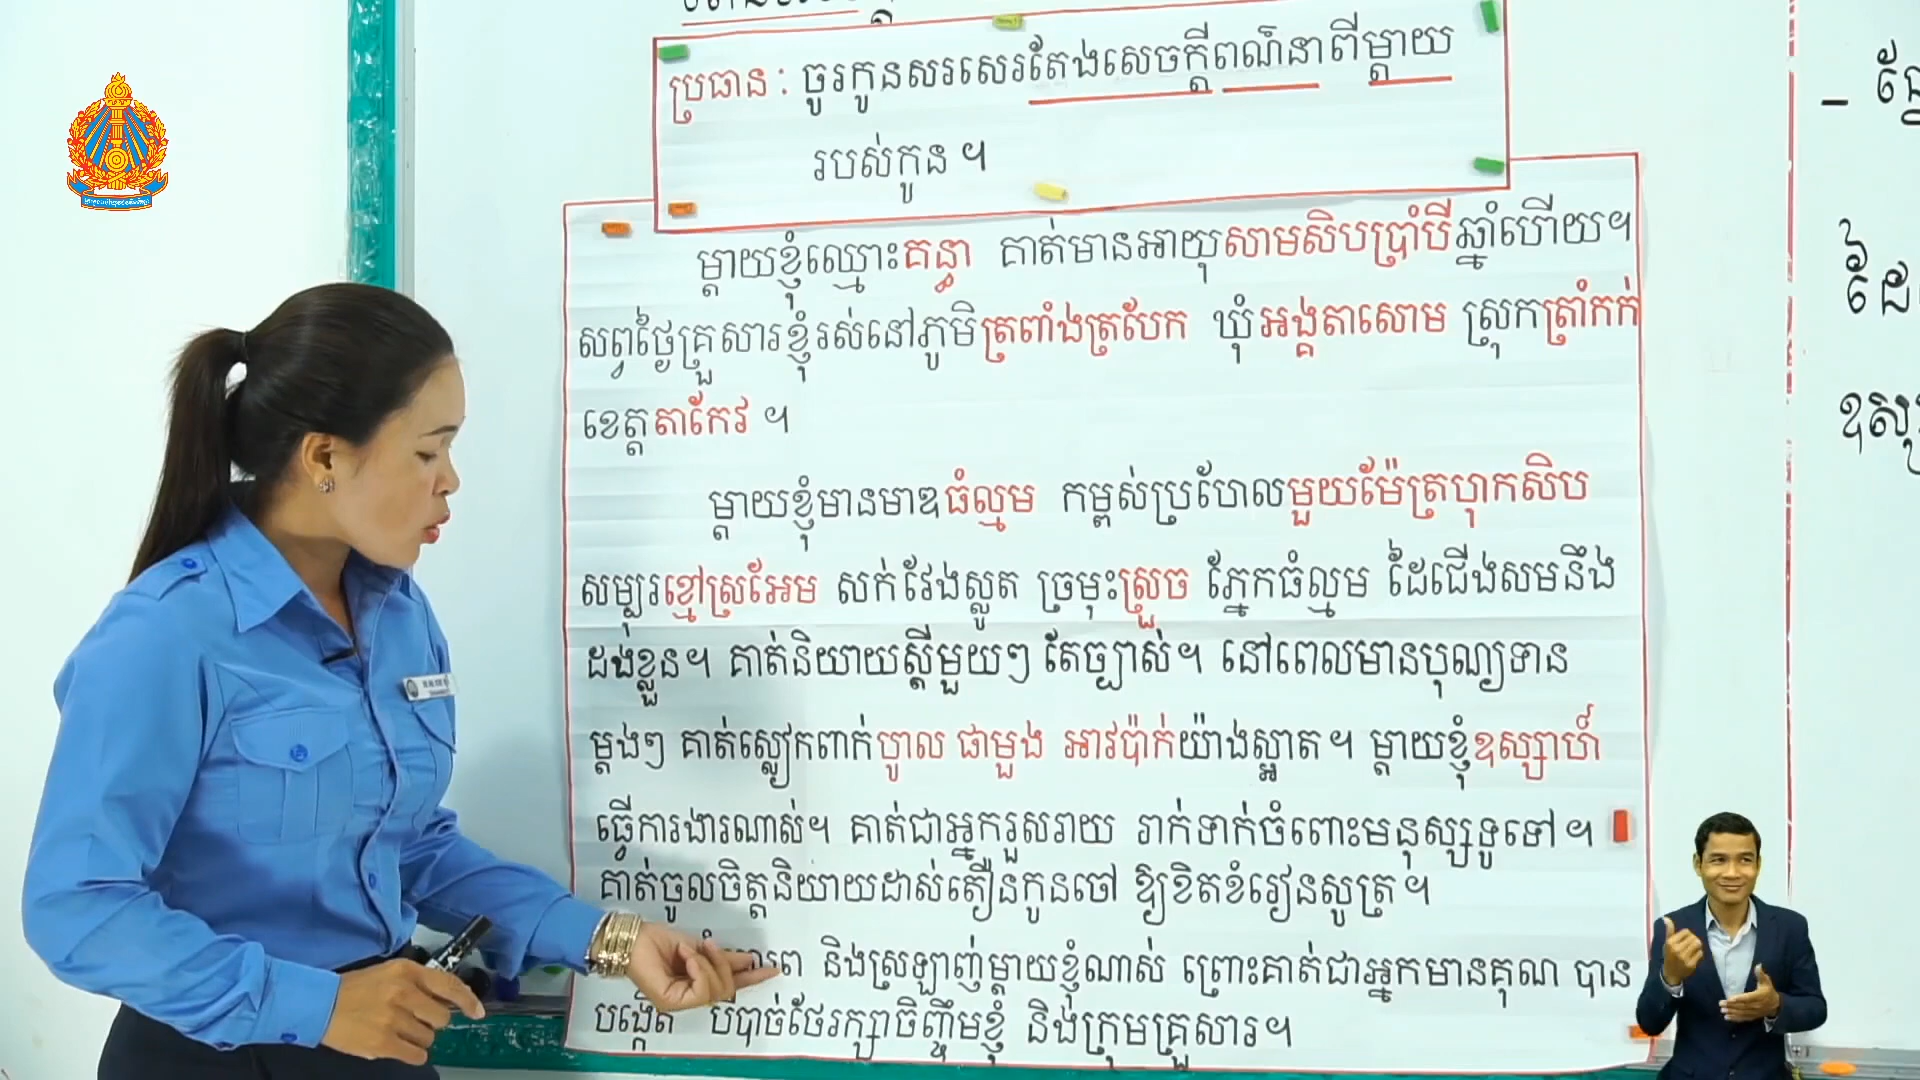 ប្រធាន : ចូរកូនសរសេរតែងសេចក្តីពណ៌នាពីម្តាយ
របស់កូន ។
ម្តាយខ្ញុំឈ្មោះគន្ធា គាត់មានអាយុសាមសិបប្រាំបីឆ្នាំហើយ។
សព្វថ្ងៃគ្រួសារខ្ញុំរស់នៅភូមិត្រពាំងត្របែក ឃុំអង្គតាសោម ស្រុកត្រាំកក់
ខេត្តតាកែវ ។
ម្តាយខ្ញុំមានមាឌធំល្មម កម្ពស់ប្រហែលមួយម៉ែត្រហុកសិប
សម្បុរខ្មៅស្រអែម សក់វែងស្លូត ច្រមុះស្រួច ភ្នែកធំល្មម ដៃជើងសមនឹង
ដងខ្លួន។ គាត់និយាយស្តីមួយៗ តែច្បាស់។ នៅពេលមានបុណ្យទាន
ម្តងៗ គាត់ស្លៀកពាក់ហូល ផាមួង អាវប៉ាក់យ៉ាងស្អាត។ ម្តាយខ្ញុំឧស្សាហ៍
ធ្វើការងារណាស់។ គាត់ជាអ្នករួសរាយ រាក់ទាក់ចំពោះមនុស្សទូទៅ។
គាត់ចូលចិត្តនិយាយដាស់តឿនកូនចៅ ឱ្យខិតខំរៀនសូត្រ។
និងស្រឡាញ់ម្តាយខ្ញុំណាស់ ព្រោះគាត់ជាអ្នកមានគុណ បាន
បង្កើត បីបាច់ថែរក្សាចិញ្ចឹមខ្ញុំ និងក្រុមគ្រួសារ។